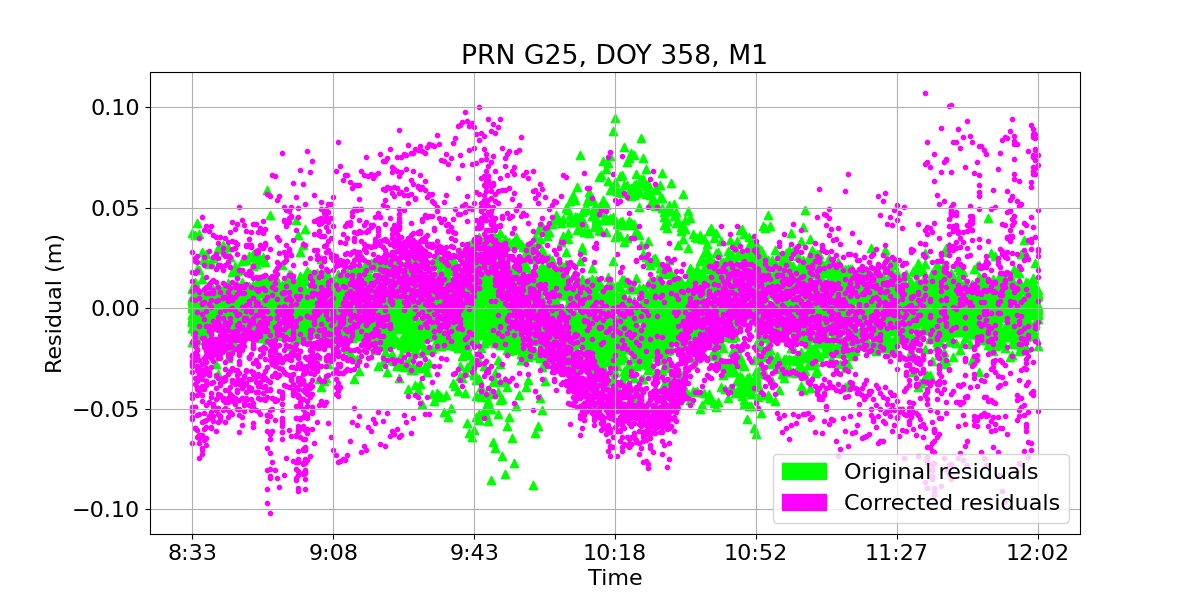 PRN G25, DOY 358, M1
Residual (m)
0.10
0.05
0.00
−0.05
−0.10
8:33 9:08 9:43 10:18 10:52 11:27 12:02
Time
Original residuals
Corrected residuals